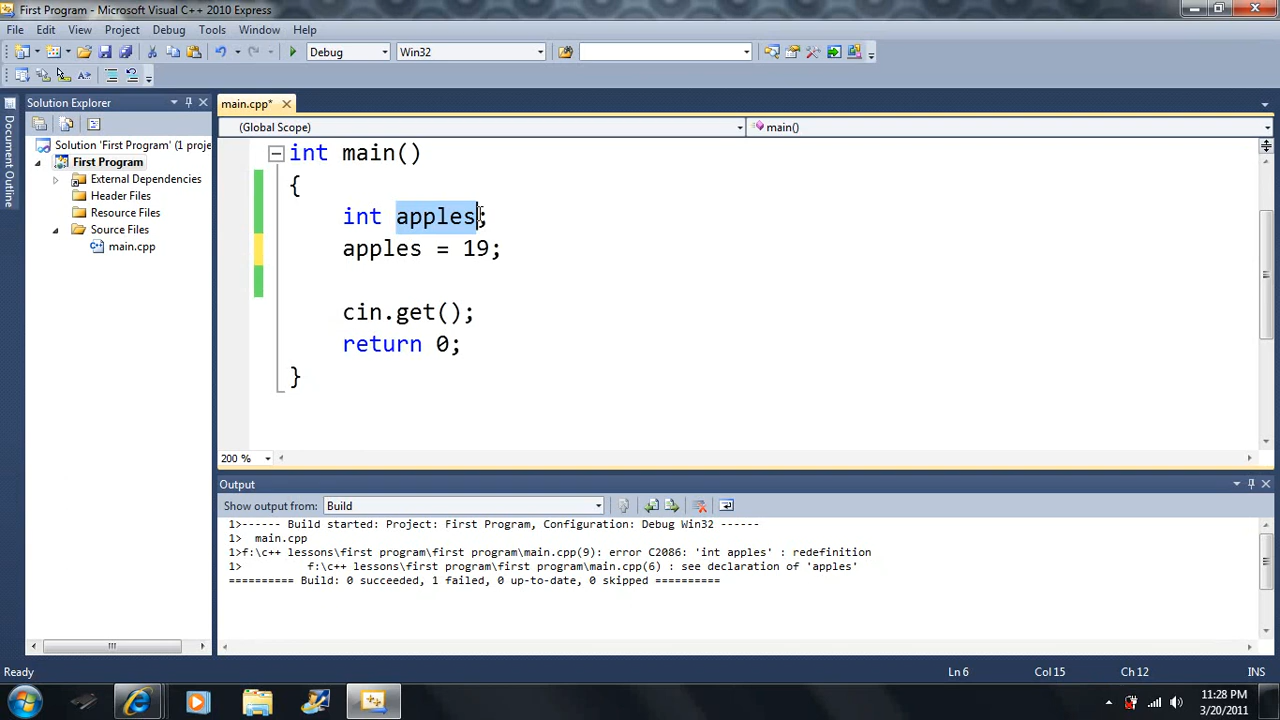 First Program - Microsoft Visual C++ 2010 Express
File Edit View Project Debug Tools Window Help
Debug Win32
Solution Explorer
main.cpp*
(Global Scope) main()
Document Outline
Solution 'First Program' (1 proje
First Program
External Dependencies
Header Files
Resource Files
Source Files
main.cpp
int main()
{
int apples;
apples = 19;
cin.get();
return 0;
}
200 %
Output
Show output from: Build
1>------ Build started: Project: First Program, Configuration: Debug Win32 ------
1> main.cpp
1>f:\c++ lessons\first program\first program\main.cpp(9): error C2086: 'int apples' : redefinition
1> f:\c++ lessons\first program\first program\main.cpp(6) : see declaration of 'apples'
========== Build: 0 succeeded, 1 failed, 0 up-to-date, 0 skipped ==========
Ready Ln 6 Col 15 Ch 12 INS
11:28 PM
3/20/2011